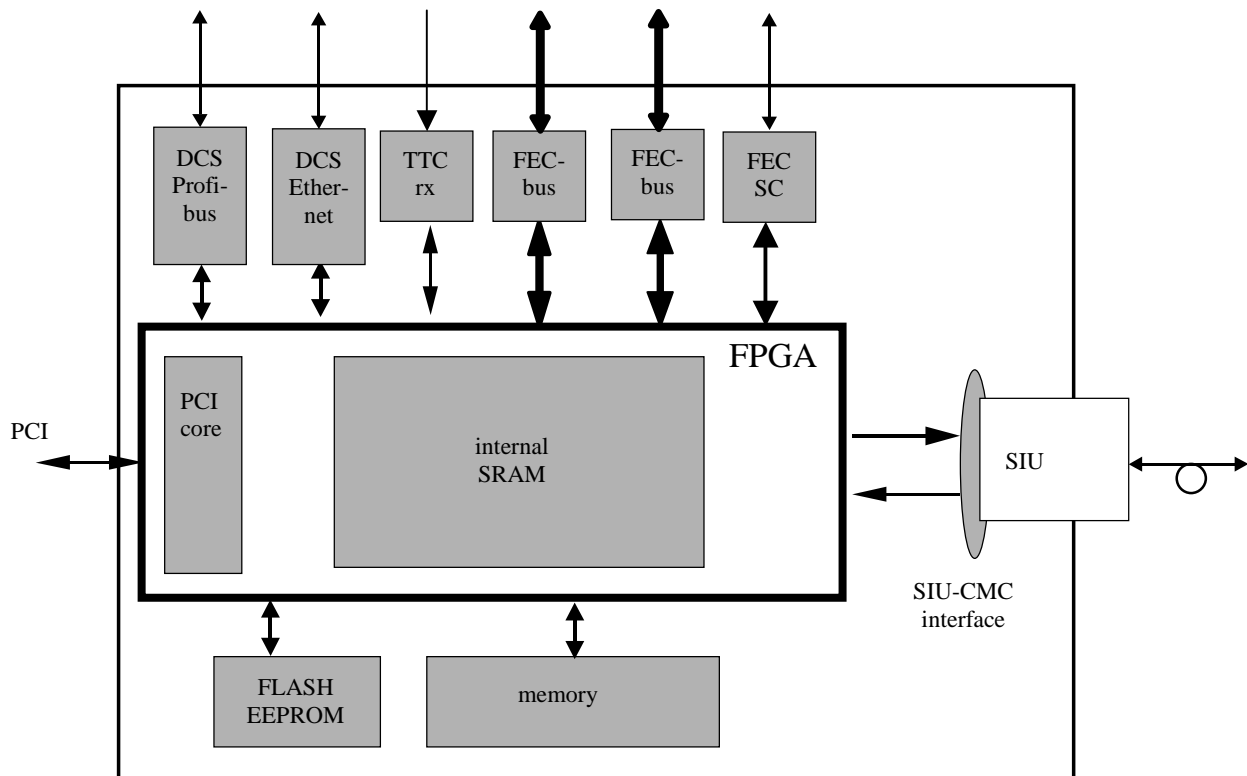 DCS
Profi-
bus
DCS
Ether-
net
TTC
rx
FEC-
bus
FEC-
bus
FEC
SC
FPGA
PCI
PCI
core
internal
SRAM
SIU
SIU-CMC
interface
FLASH
EEPROM
memory